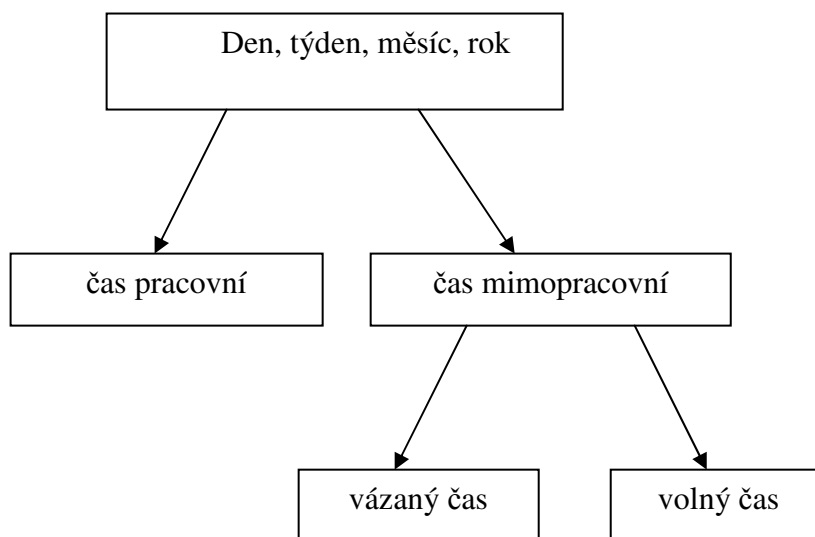 Den, týden, měsíc, rok
čas pracovní
čas mimopracovní
vázaný čas
volný čas